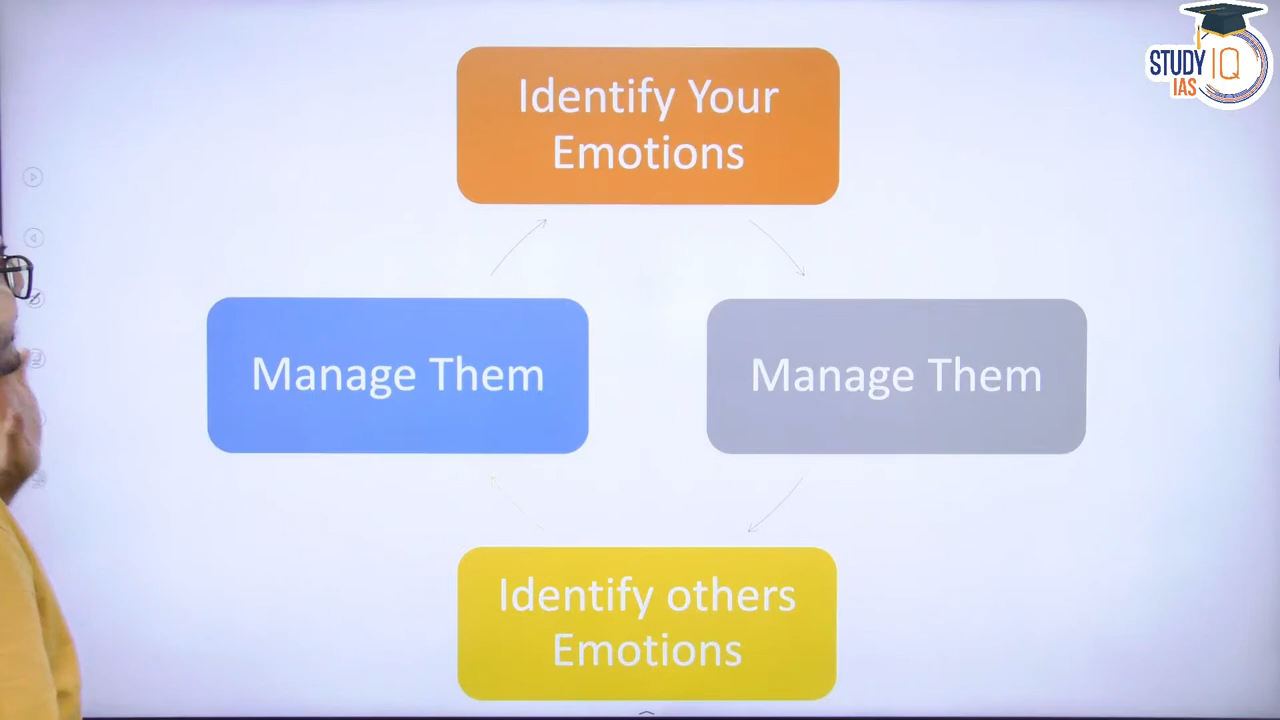 STUDY IQ
IAS
Identify Your
Emotions
Manage Them
Manage Them
Identify others
Emotions